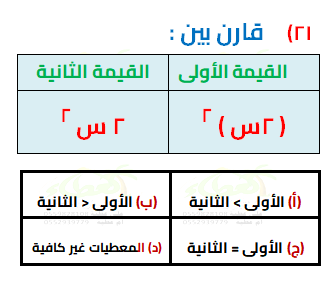 ٢١) قارن بين :
القيمة الأولى القيمة الثانية
( ٢س ) ٢ ٢ س ٢
(أ) الأولى > الثانية (ب) الأولى < الثانية
(ج) الأولى = الثانية (د) المعطيات غير كافية